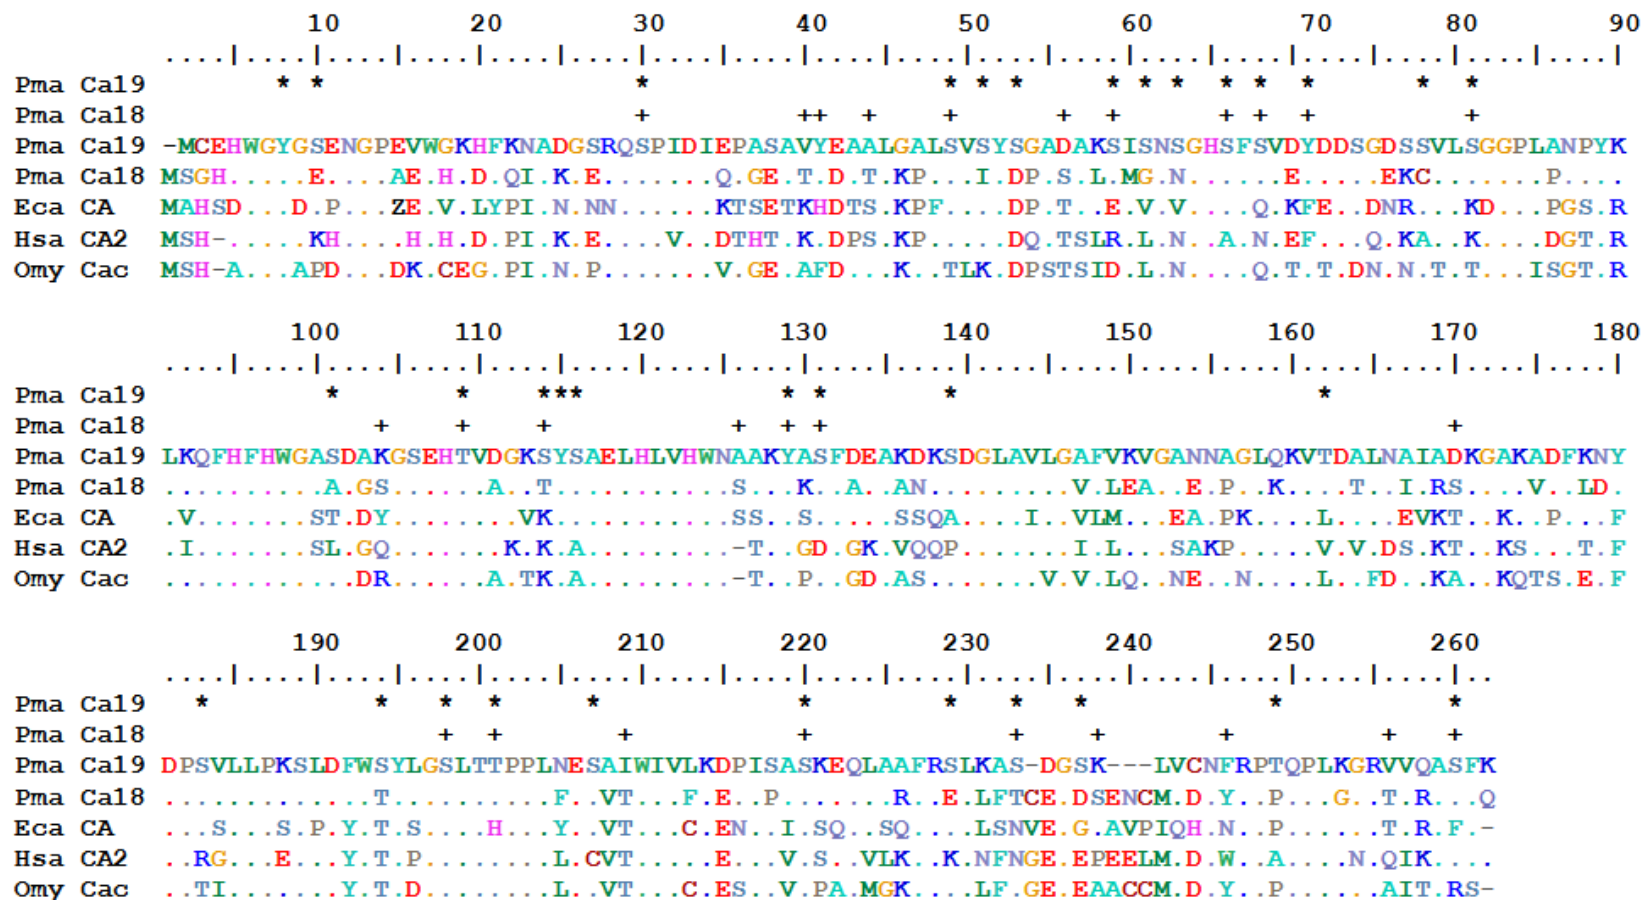 10 20 30 40 50 60 70 80 90
....|....|....|....|....|....|....|....|....|....|....|....|....|....|....|....|....|....|
Pma Ca19 * * * * * * * * * * * * * *
Pma Ca18 + ++ + + + + + + + +
Pma Ca19 -MCEHWGYGSENGPEVWGKHFKNADGSRQSPIDIEPASAVYEAALGALSVSYSGADAKSISNSGHSFSVDYDDSGDSSVLSGGPLANPYK
Pma Ca18 MSGH.....E....AE.H.D.QI.K.E.......Q.GE.T.D.T.KP...I.DP.S.L.MG.N......E.....EKC.......P....
Eca CA MAHSD...D.P...ZE.V.LYPI.N.NN......KTSETKHDTS.KPF....DP.T..E.V.V....Q.KFE..DNR...KD...PGS.R
Hsa CA2 MSH-.....KH....H.H.D.PI.K.E....V..DTHT.K.DPS.KP.....DQ.TSLR.L.N..A.N.EF...Q.KA..K....DGT.R
Omy Cac MSH-A...APD...DK.CEG.PI.N.P.......V.GE.AFD...K..TLK.DPSTSID.L.N....Q.T.T.DN.N.T.T...ISGT.R
100 110 120 130 140 150 160 170 180
....|....|....|....|....|....|....|....|....|....|....|....|....|....|....|....|....|....|
Pma Ca19 * * *** * * * *
Pma Ca18 + + + + + + +
Pma Ca19 LKQFHFHWGASDAKGSEHTVDGKSYSAELHLVHWNAAKYASFDEAKDKSDGLAVLGAFVKVGANNAGLQKVTDALNAIADKGAKADFKNY
Pma Ca18 ..........A.GS......A..T...........S...K..A.AN..........V.LEA..E.P..K....T..I.RS....V..LD.
Eca CA .V.......ST.DY........VK...........SS..S.....SSQA....I..VLM...EA.PK....L....EVKT..K..P...F
Hsa CA2 .I.......SL.GQ.......K.K.A.........-T..GD.GK.VQQP.......I.L...SAKP.....V.V.DS.KT..KS...T.F
Omy Cac ............DR......A.TK.A.........-T..P..GD.AS.......V.V.LQ..NE..N....L..FD..KA..KQTS.E.F
190 200 210 220 230 240 250 260
....|....|....|....|....|....|....|....|....|....|....|....|....|....|....|....|..
Pma Ca19 * * * * * * * * * * *
Pma Ca18 + + + + + + + + +
Pma Ca19 DPSVLLPKSLDFWSYLGSLTTPPLNESAIWIVLKDPISASKEQLAAFRSLKAS-DGSK---LVCNFRPTQPLKGRVVQASFK
Pma Ca18 .............T..........F..VT...F.E..P.......R..E.LFTCE.DSENCM.D.Y..P...G..T.R...Q
Eca CA ...S...S.P.Y.T.S....H...Y..VT...C.EN..I.SQ..SQ....LSNVE.G.AVPIQH.N..P......T.R.F.-
Hsa CA2 ..RG...E...Y.T.P........L.CVT.....E...V.S..VLK..K.NFNGE.EPEELM.D.W..A....N.QIK....
Omy Cac ..TI.......Y.T.D........L..VT...C.ES..V.PA.MGK....LF.GE.EAACCM.D.Y..P......AIT.RS-